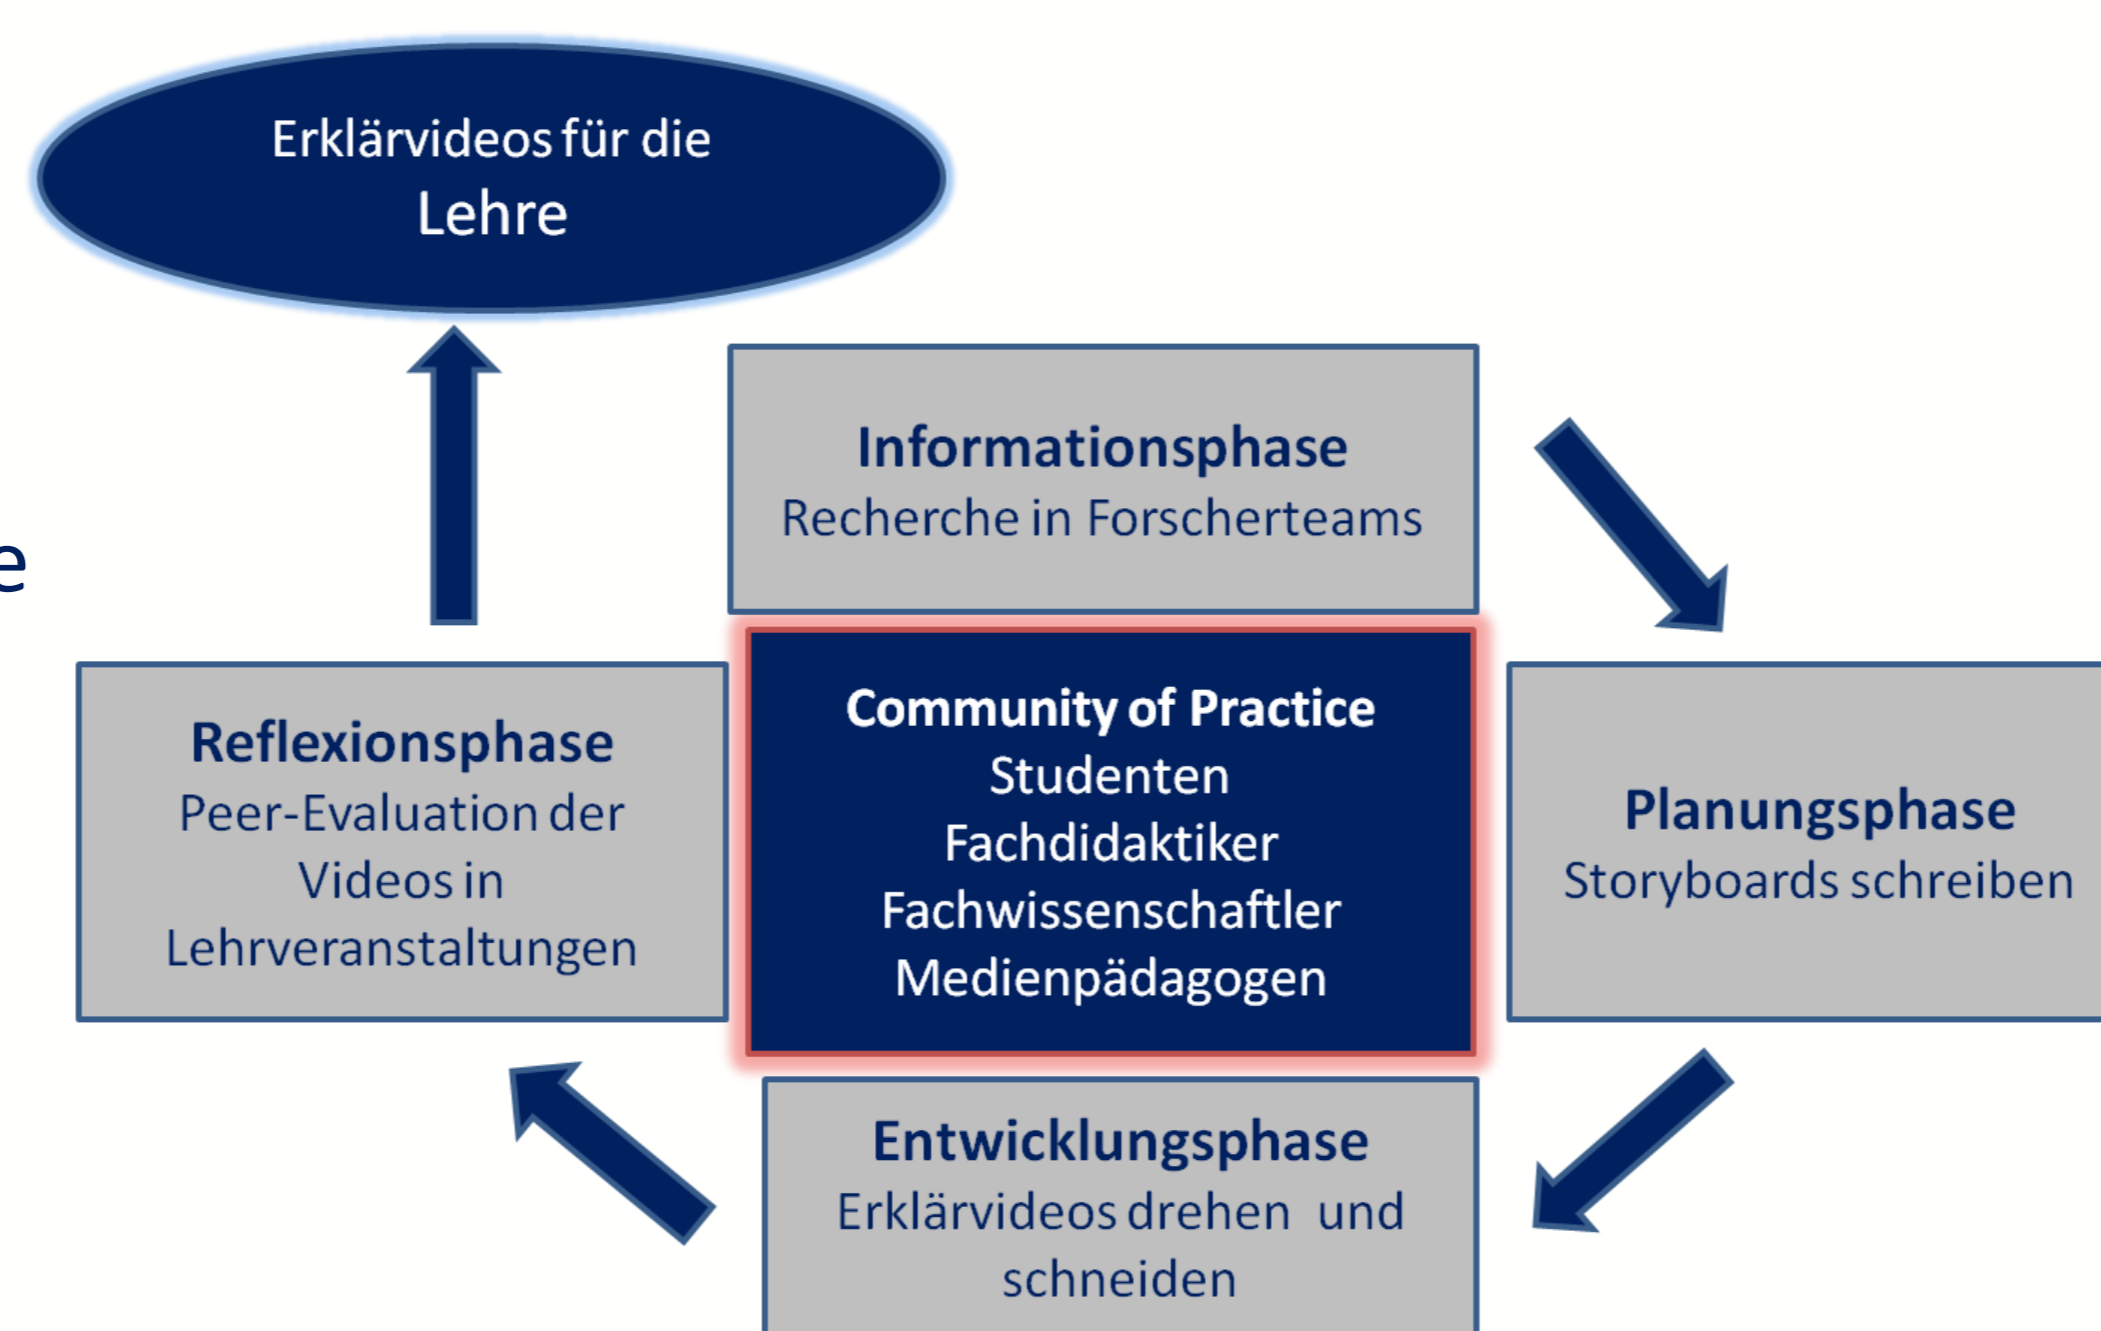 Erklärvideos für die
Lehre
Informationsphase
Recherche in Forscherteams
e
Reflexionsphase
Peer-Evaluation der
Videos in
Lehrveranstaltungen
Community of Practice
Studenten
Fachdidaktiker
Fachwissenschaftler
Medienpädagogen
Planungsphase
Storyboards schreiben
Entwicklungsphase
Erklärvideos drehen und
schneiden